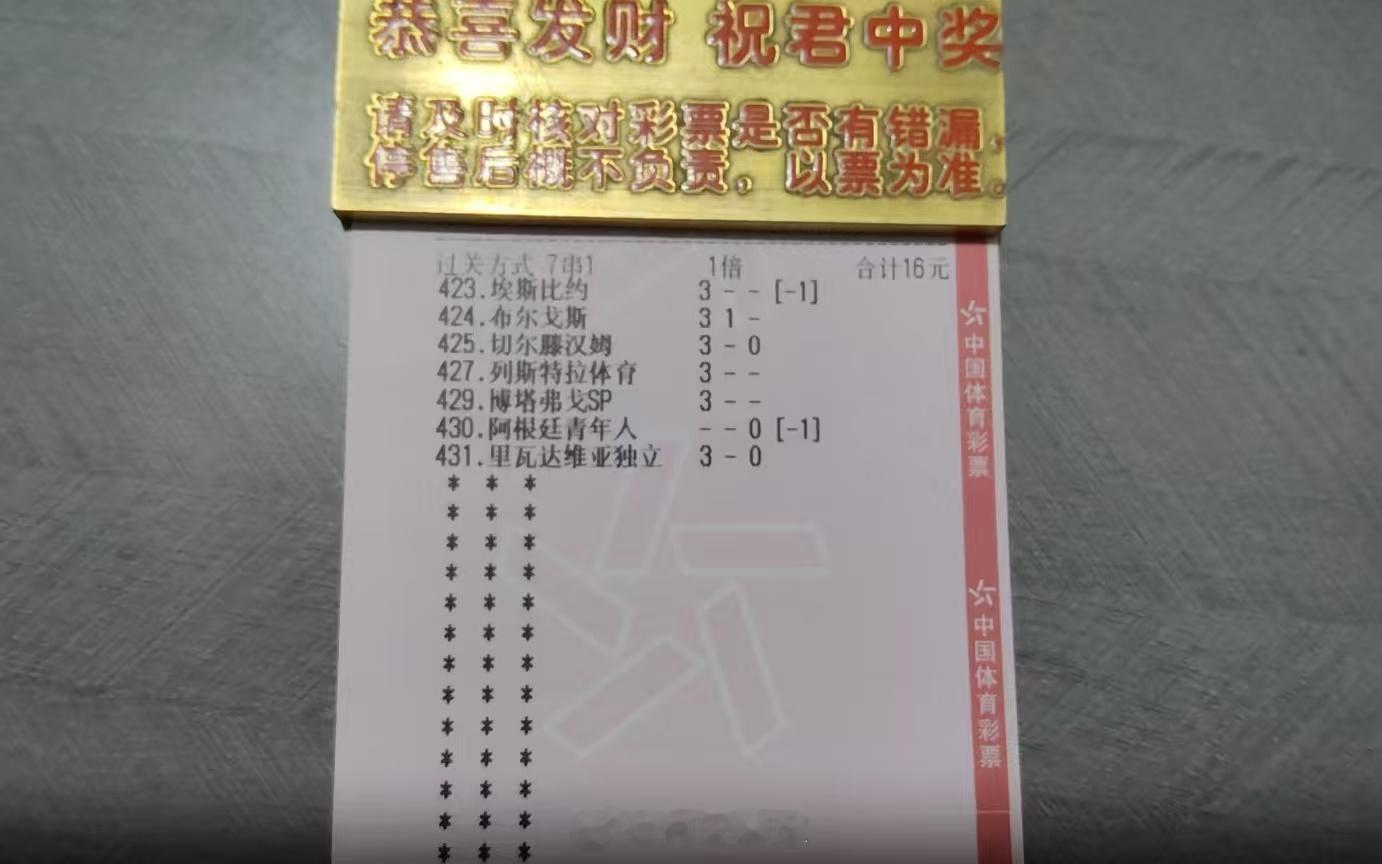 恭喜发财 祝君中奖
请及时核对彩票是否有错漏，
停售后概不负责，以票为准。
过关方式 7串1 1倍 合计16元
423.埃斯比约 3 - - [-1]
424.布尔戈斯 3 1 -
425.切尔滕汉姆 3 - 0
427.列斯特拉体育 3 - -
429.博塔弗戈SP 3 - -
430.阿根廷青年人 - - 0 [-1]
431.里瓦达维亚独立 3 - 0
* * *
* * *
* * *
* * *
* * *
* * *
* * *
* * *
* * *
* * *
* * *
* * *
* * *
中国体育彩票
中国体育彩票